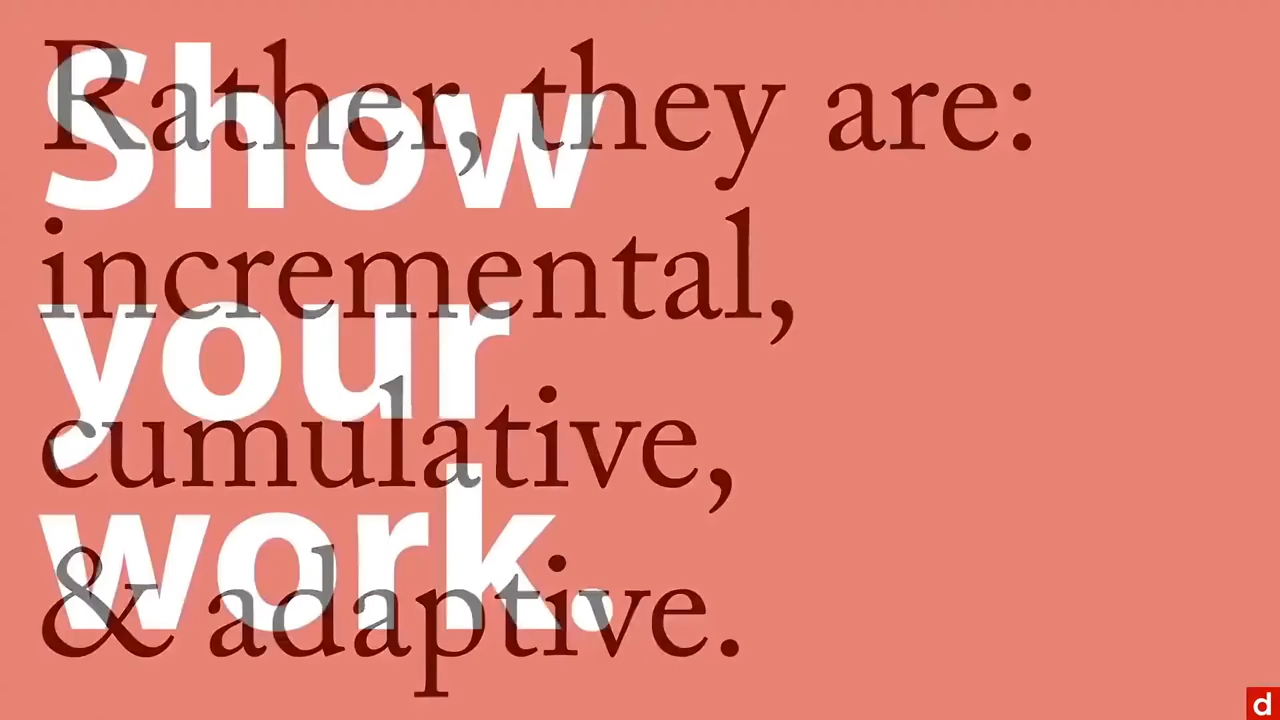 Rather, they are:
incremental,
cumulative,
& adaptive.
Show
your
work.
d